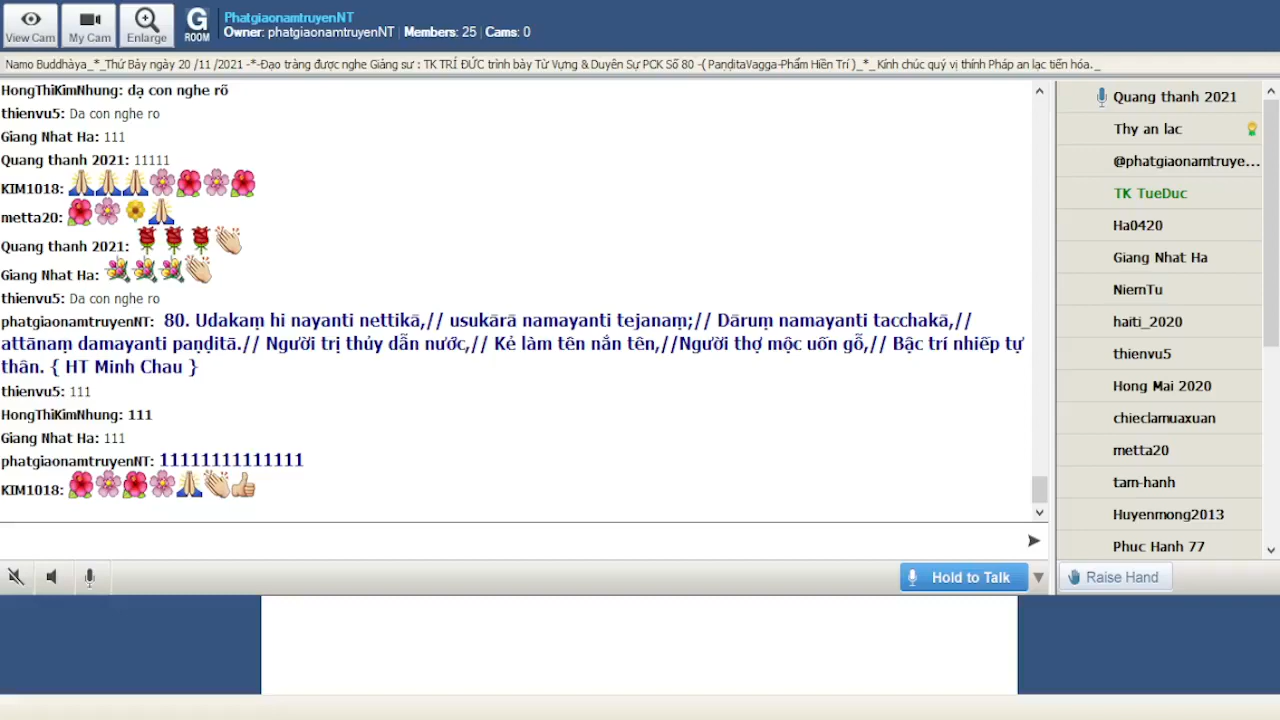 View Cam
My Cam
Enlarge
G
ROOM
PhatgiaonamtruyenNT
Owner: phatgiaonamtruyenNT | Members: 25 | Cams: 0
Namo Buddhàya_*_Thứ Bảy ngày 20 /11 /2021 -*-Đạo tràng được nghe Giảng sư : TK TRÍ ĐỨC trình bày Từ Vựng & Duyên Sự PCK Số 80 -( PaṇḍitaVagga-Phẩm Hiền Trí )_*_ Kính chúc quý vị thính Pháp an lạc tiến hóa._
HongThiKimNhung: dạ con nghe rõ
thienvu5: Da con nghe ro
Giang Nhat Ha: 111
Quang thanh 2021: 11111
KIM1018: 🙏🙏🙏🌸🌺🌸🌺
metta20: 🌺🌸🌻🙏
Quang thanh 2021: 🌹🌹🌹👏
Giang Nhat Ha: 💐💐💐👏
thienvu5: Da con nghe ro
phatgiaonamtruyenNT: 80. Udakaṃ hi nayanti nettikā,// usukārā namayanti tejanaṃ;// Dāruṃ namayanti tacchakā,//
attānaṃ damayanti paṇḍitā.// Người trị thủy dẫn nước,// Kẻ làm tên nắn tên,//Người thợ mộc uốn gỗ,// Bậc trí nhiếp tự
thân. { HT Minh Chau }
thienvu5: 111
HongThiKimNhung: 111
Giang Nhat Ha: 111
phatgiaonamtruyenNT: 11111111111111
KIM1018: 🌺🌸🌺🌸🙏👏👍
Hold to Talk
Quang thanh 2021
Thy an lac
@phatgiaonamtruye...
TK TueDuc
Ha0420
Giang Nhat Ha
NiemTu
haiti_2020
thienvu5
Hong Mai 2020
chieclamuaxuan
metta20
tam-hanh
Huyenmong2013
Phuc Hanh 77
Raise Hand